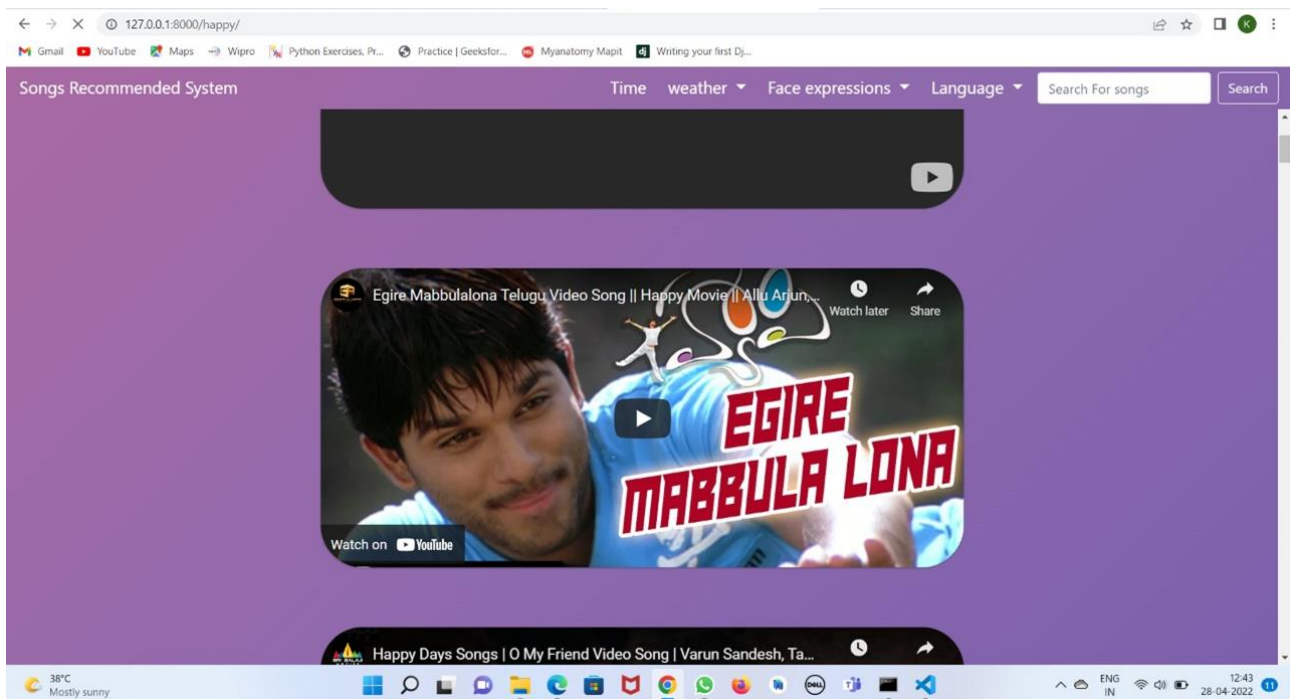 127.0.0.1:8000/happy/
K
Gmail YouTube Maps Wipro Python Exercises, Pr... Practice | Geeksfor... Myanatomy Mapit dj Writing your first Dj...
Songs Recommended System Time weather Face expressions Language Search For songs Search
Egire Mabbulalona Telugu Video Song || Happy Movie || Allu Arjun,...
Watch later Share
EGIRE
MABBULA LONA
Watch on YouTube
Happy Days Songs | O My Friend Video Song | Varun Sandesh, Ta...
38°C
Mostly sunny
DELL
ENG
IN
12:43
28-04-2022
11